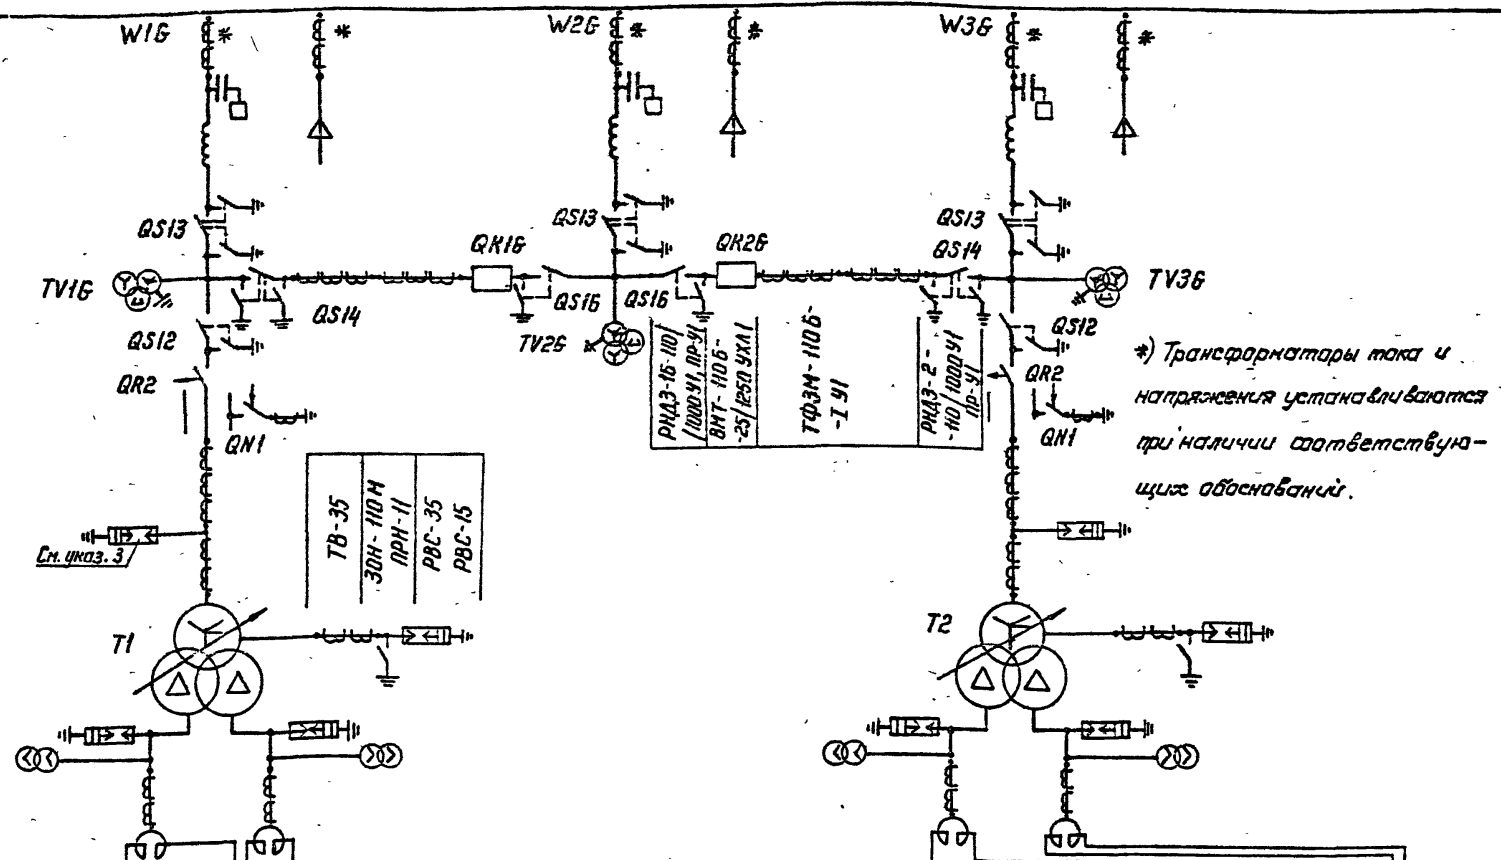 W1G
*
*
W2G
*
*
W3G
*
*
QS13
QS13
QS13
QK1G
QK2G
QS14
TV1G
TV3G
QS14
QS16
QS16
QS12
TV2G
QS12
QR2
QR2
QN1
QN1
РНДЗ-1Б-110/
/1000 У1, ПР-У1
ВМТ-110Б-
-25/1250 УХЛ1
ТФЗМ-110Б-
-I У1
РНДЗ-2-
-110/1000 У1
ПР-У1
*) Трансформаторы тока и
напряжения устанавливаются
при наличии соответствую-
щих обоснований.
См. указ. 3
ТВ-35
ЗОН-110М
ПРН-11
РВС-35
РВС-15
T1
T2